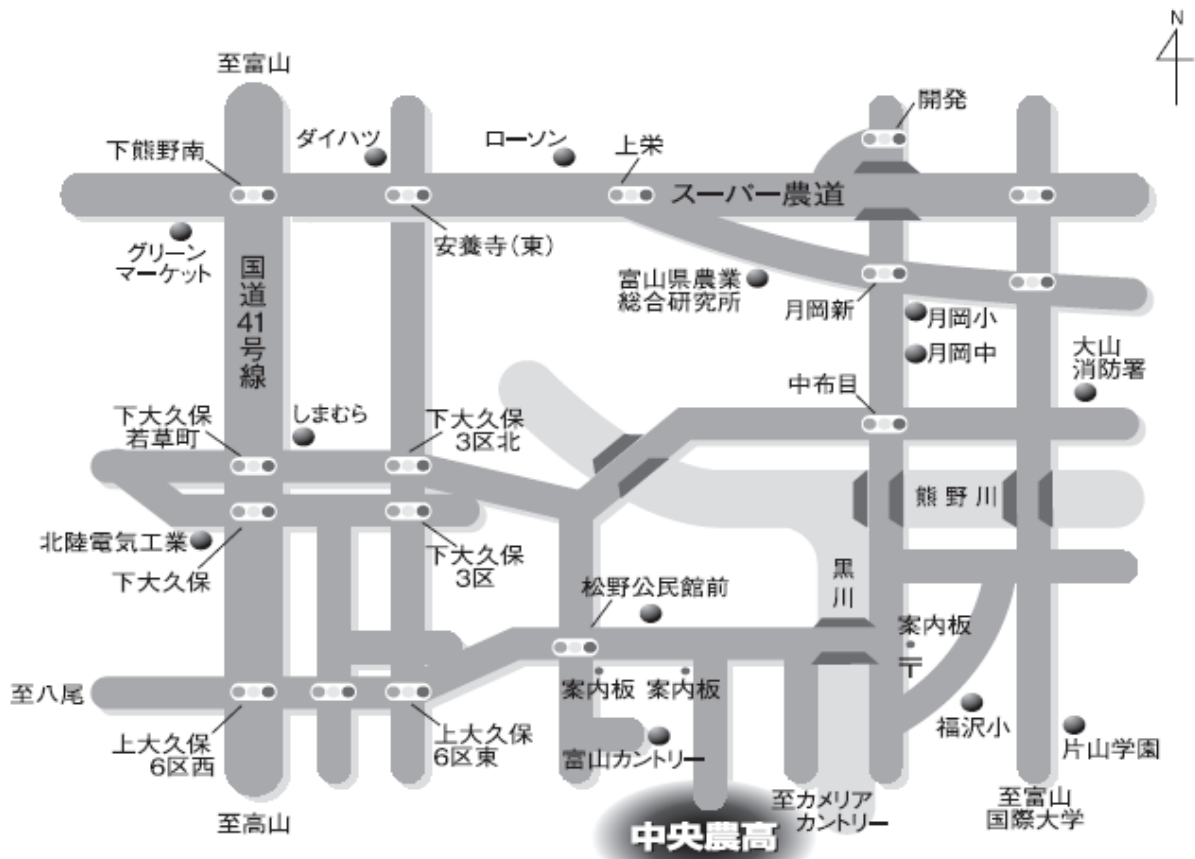 N
至富山
開発
ダイハツ
ローソン
下熊野南
上栄
スーパー農道
グリーン
マーケット
安養寺(東)
国道41号線
富山県農業
総合研究所
月岡新
月岡小
月岡中
大山
消防署
中布目
しまむら
下大久保
若草町
下大久保
3区北
熊野川
北陸電気工業
下大久保
下大久保
3区
黒川
松野公民館前
案内板
〒
至八尾
案内板
案内板
福沢小
上大久保
6区西
上大久保
6区東
富山カントリー
片山学園
至カメリア
カントリー
至富山
国際大学
至高山
中央農高